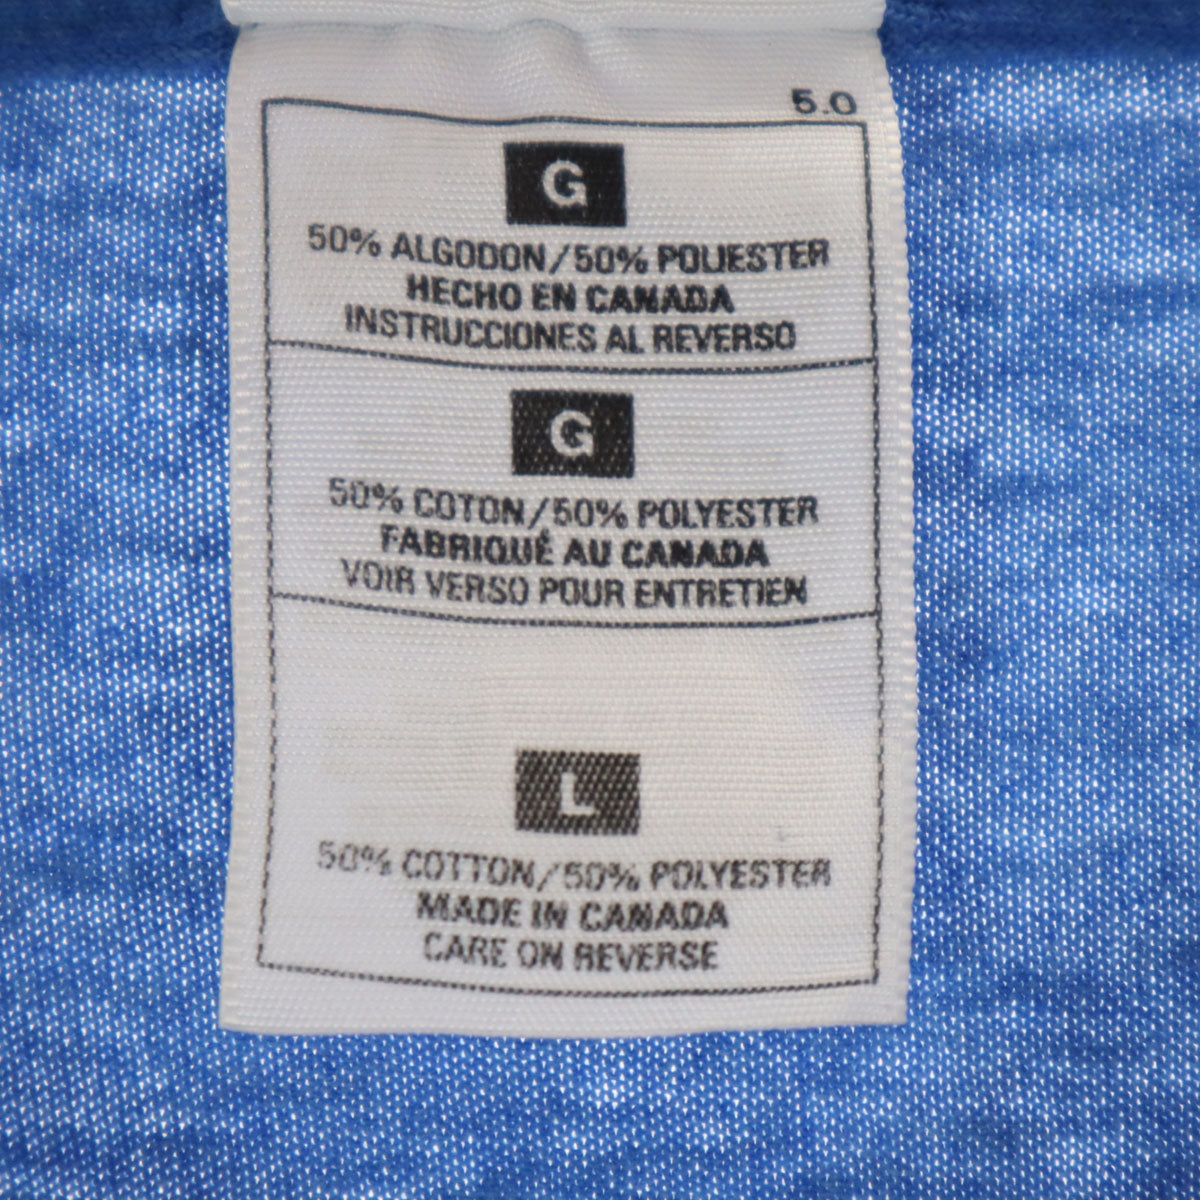 5.0
G
50% ALGODON/50% POLIESTER
HECHO EN CANADA
INSTRUCCIONES AL REVERSO
G
50% COTON/50% POLYESTER
FABRIQUÉ AU CANADA
VOIR VERSO POUR ENTRETIEN
L
50% COTTON/50% POLYESTER
MADE IN CANADA
CARE ON REVERSE